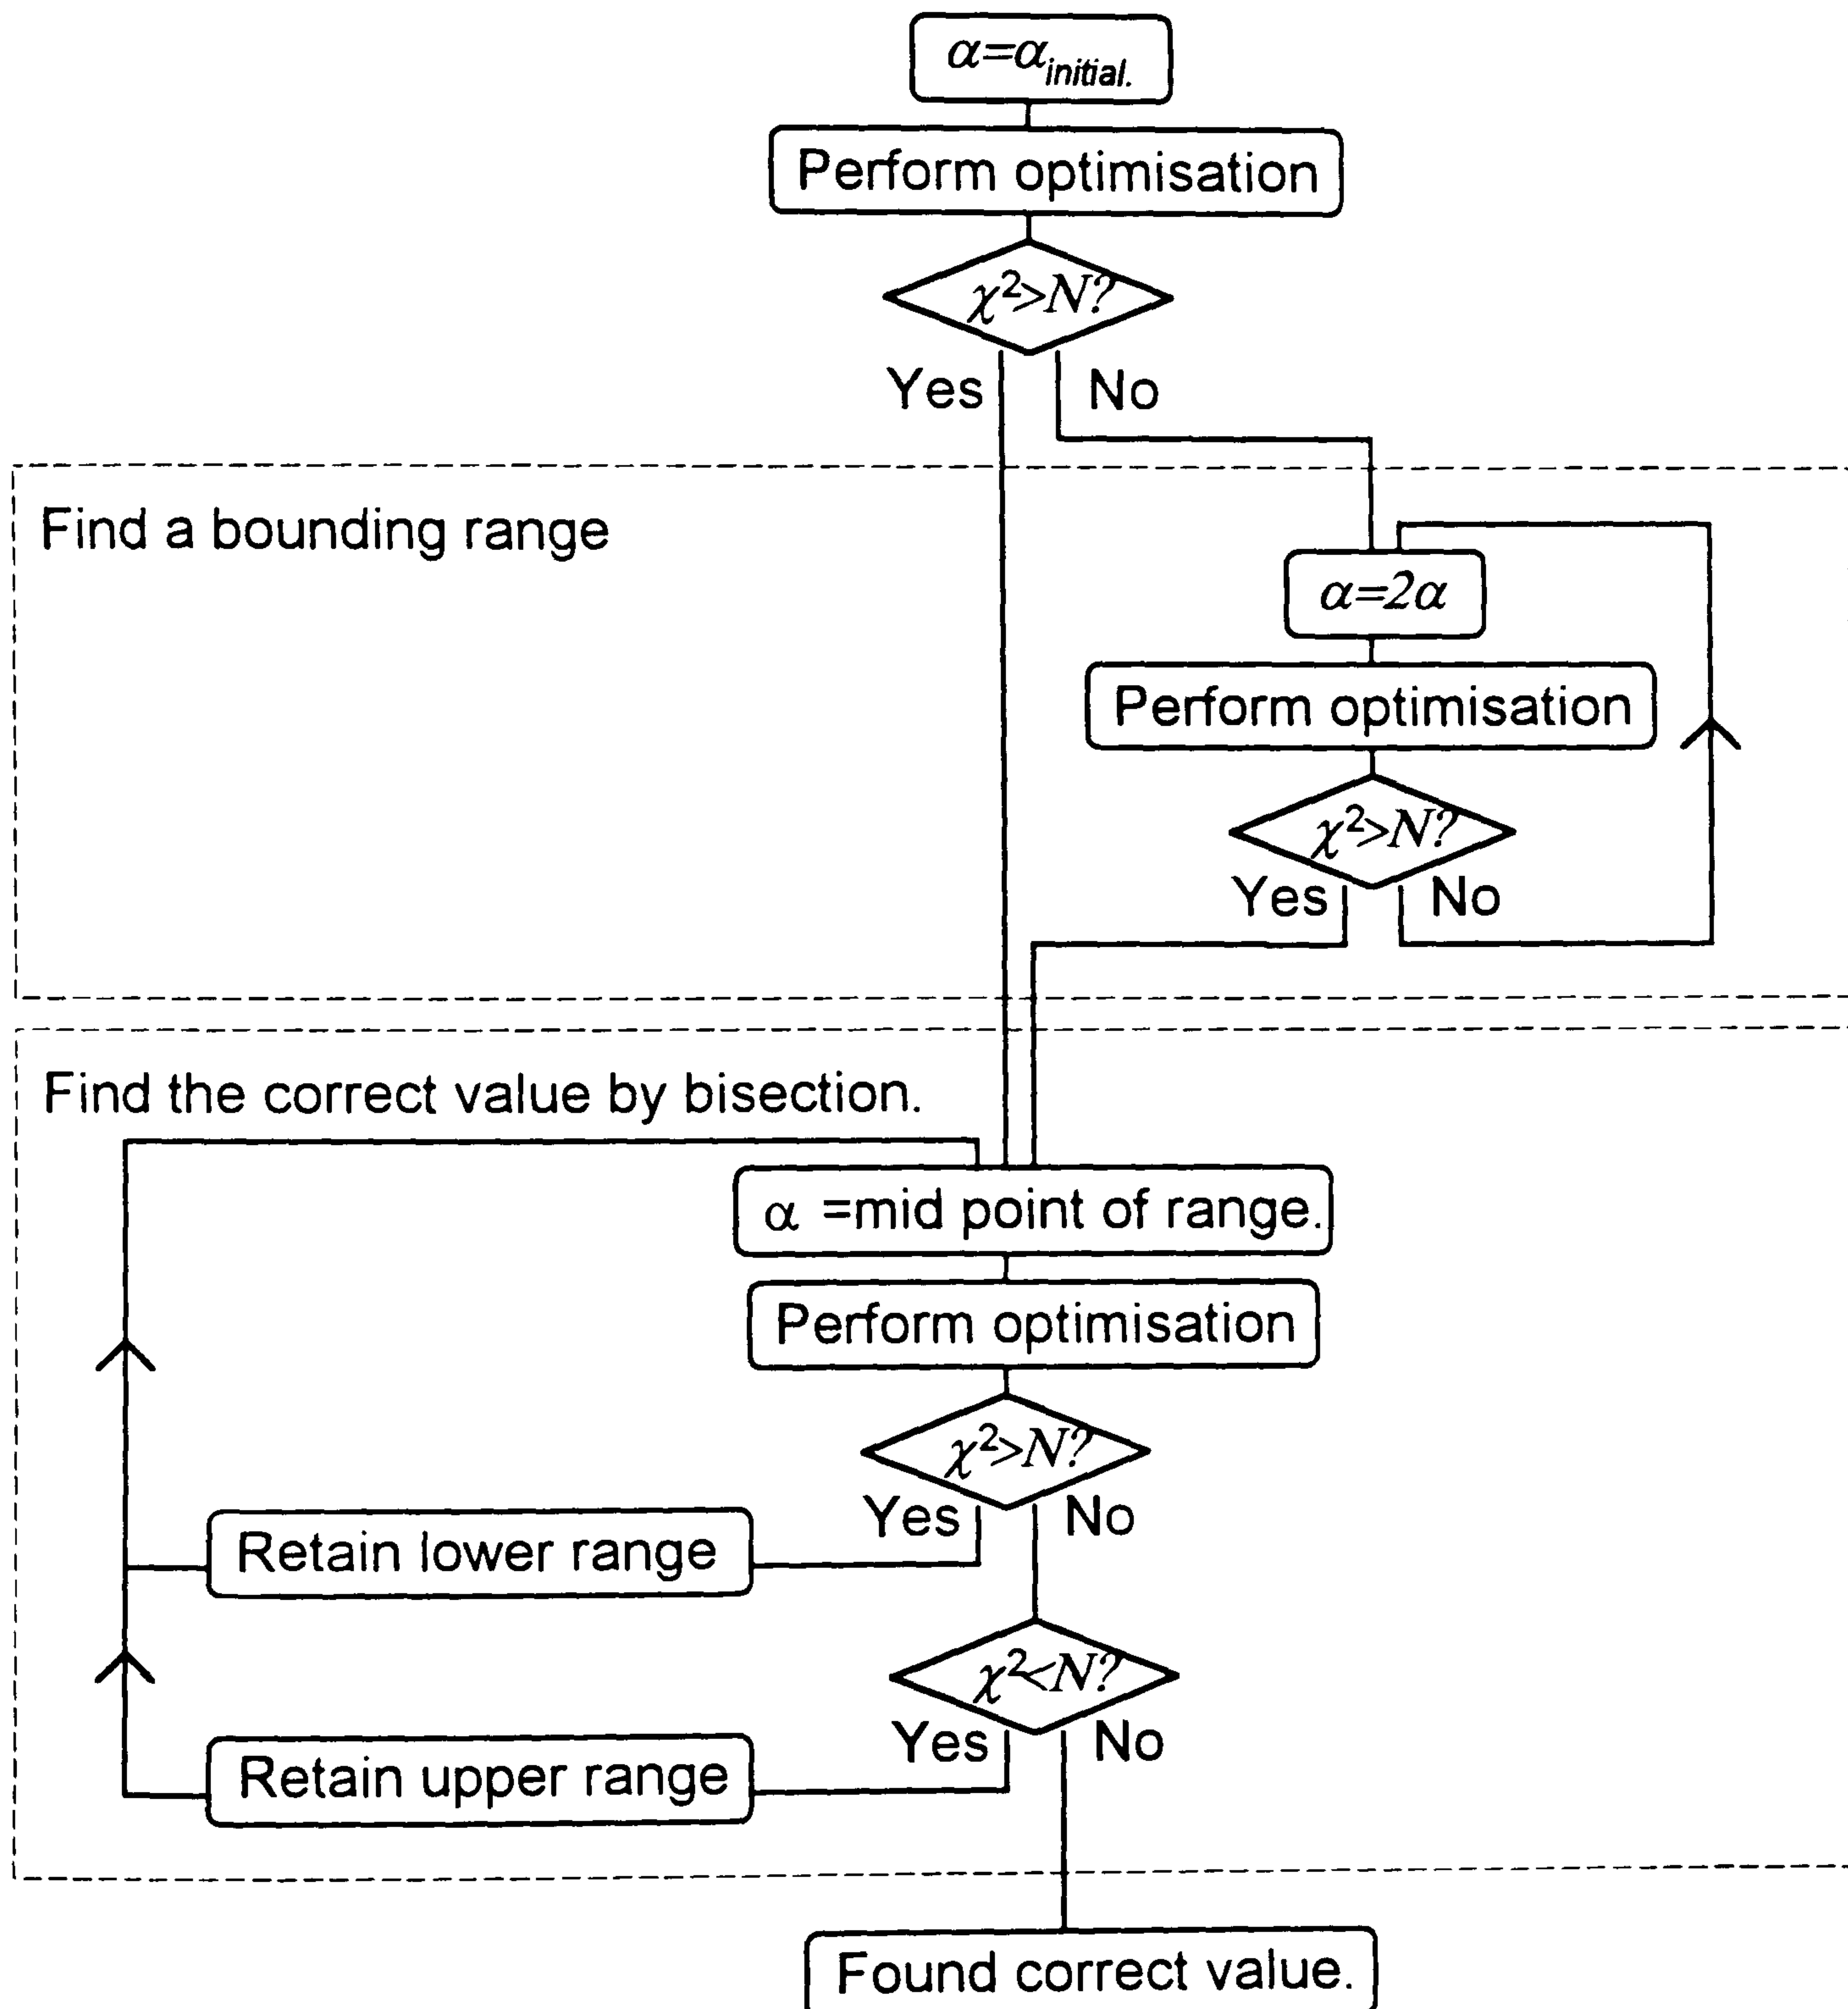 α=α_initial.
Perform optimisation
χ²>N?
Yes No
Find a bounding range
α=2α
Perform optimisation
χ²>N?
Yes No
Find the correct value by bisection.
α =mid point of range.
Perform optimisation
χ²>N?
Yes No
Retain lower range
χ²<N?
Yes No
Retain upper range
Found correct value.